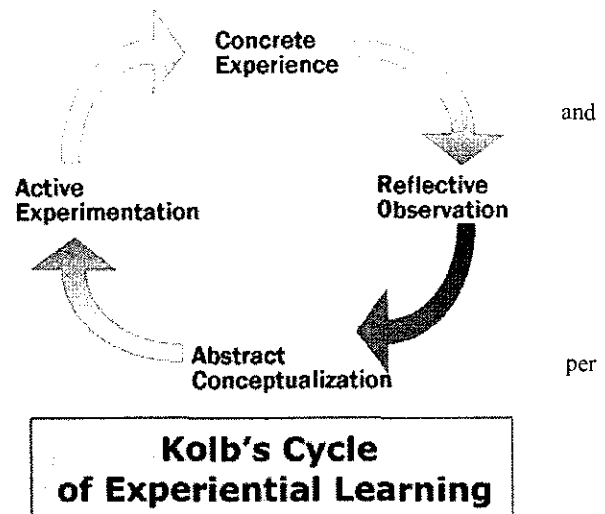 Concrete
Experience
and
Active
Experimentation
Reflective
Observation
Abstract
Conceptualization
per
Kolb's Cycle
of Experiential Learning